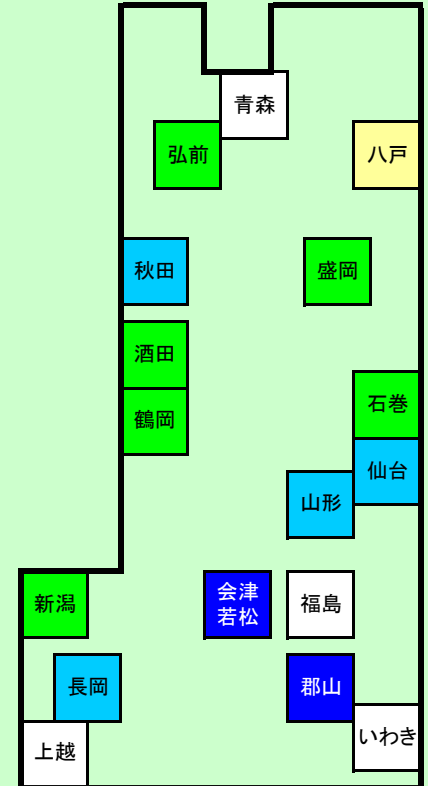 青森
弘前
八戸
秋田
盛岡
酒田
石巻
鶴岡
仙台
山形
新潟
会津
若松
福島
長岡
郡山
いわき
上越